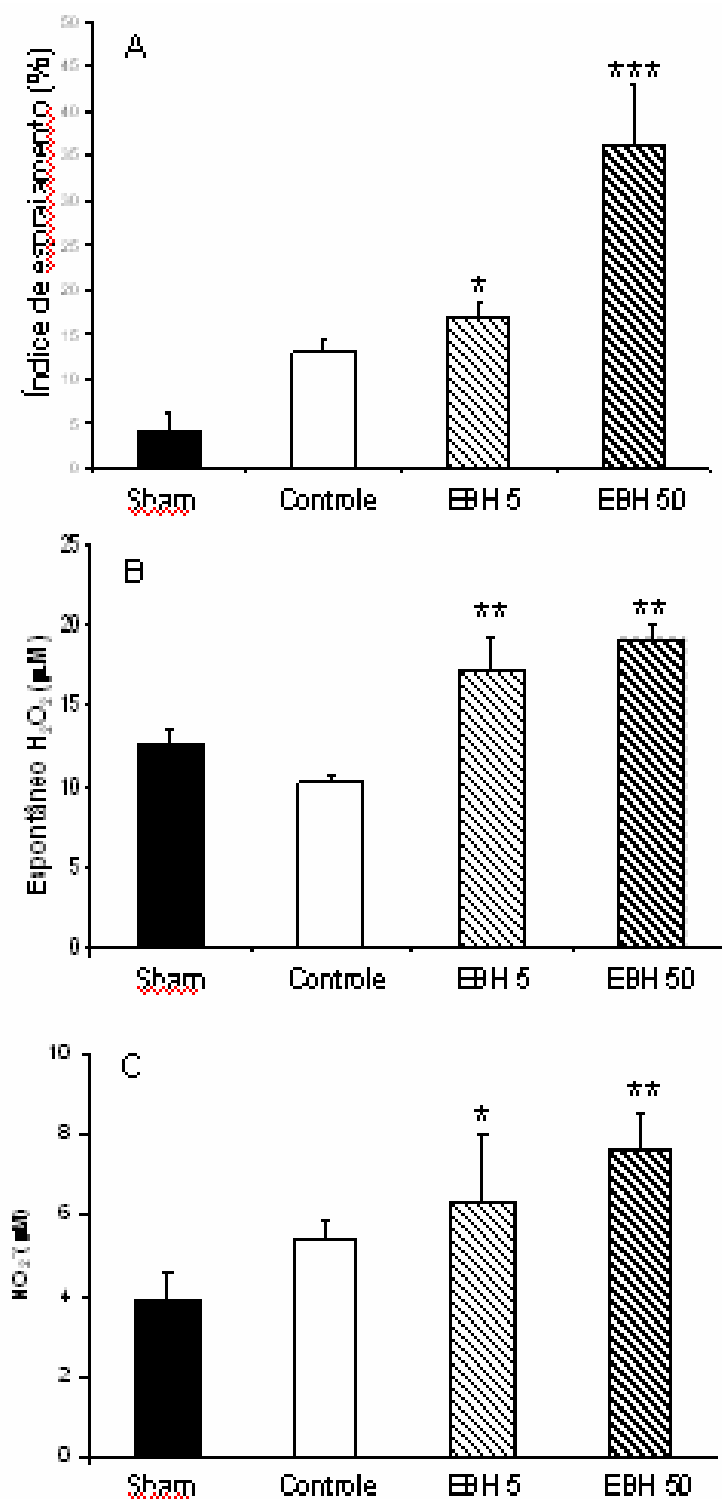 A
Índice de espraiamento (%)
50
45
40
35
30
25
20
15
10
5
0
*
***
Sham
Controle
EBH 5
EBH 50
B
Espontâneo H₂O₂ (µM)
25
20
15
10
5
0
**
**
Sham
Controle
EBH 5
EBH 50
C
NO₂⁻ (µM)
10
8
6
4
2
0
*
**
Sham
Controle
EBH 5
EBH 50